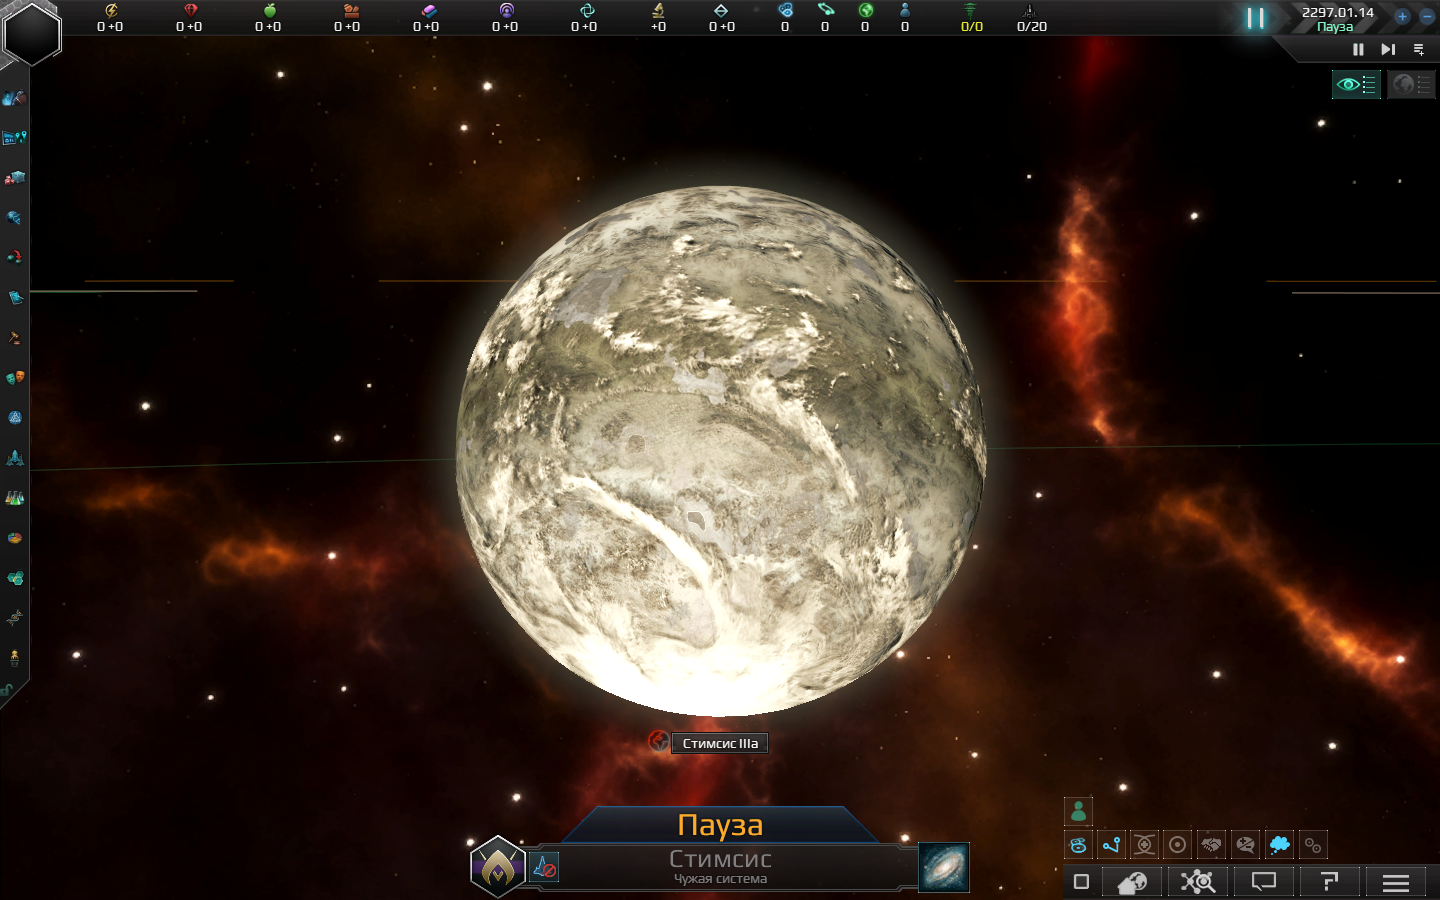 0 +0 0 +0 0 +0 0 +0 0 +0 0 +0 0 +0 +0 0 +0 0 0 0 0 0/0 0/20 2297.01.14
Пауза
Стимсис IIIa
Пауза
Стимсис
Чужая система